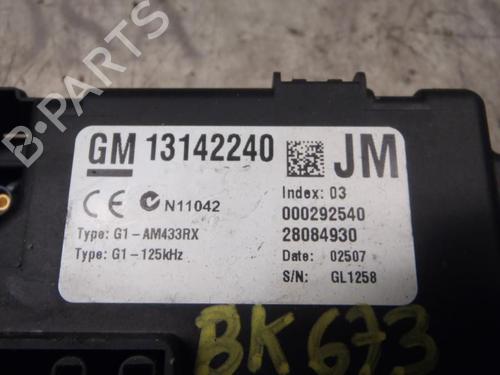 B-PARTS
GM 13142240 JM
CE N11042
Index: 03
000292540
Type: G1-AM433RX
28084930
Type: G1-125kHz
Date: 02507
S/N: GL1258
BK673